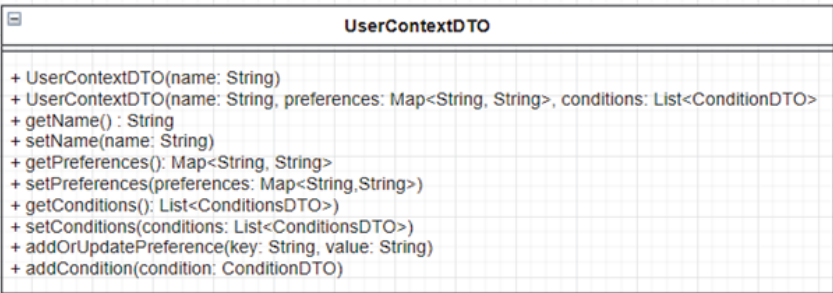 UserContextDTO
+ UserContextDTO(name: String)
+ UserContextDTO(name: String, preferences: Map<String, String>, conditions: List<ConditionDTO>
+ getName() : String
+ setName(name: String)
+ getPreferences(): Map<String, String>
+ setPreferences(preferences: Map<String,String>)
+ getConditions(): List<ConditionsDTO>)
+ setConditions(conditions: List<ConditionsDTO>)
+ addOrUpdatePreference(key: String, value: String)
+ addCondition(condition: ConditionDTO)